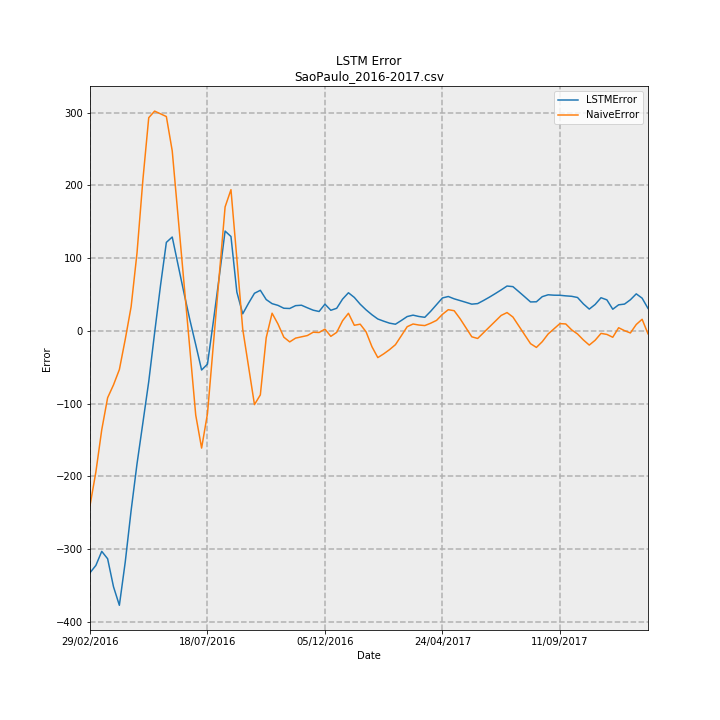 LSTM Error
SaoPaulo_2016-2017.csv
LSTMError
NaiveError
300
200
100
0
−100
−200
−300
−400
Error
29/02/2016 18/07/2016 05/12/2016 24/04/2017 11/09/2017
Date